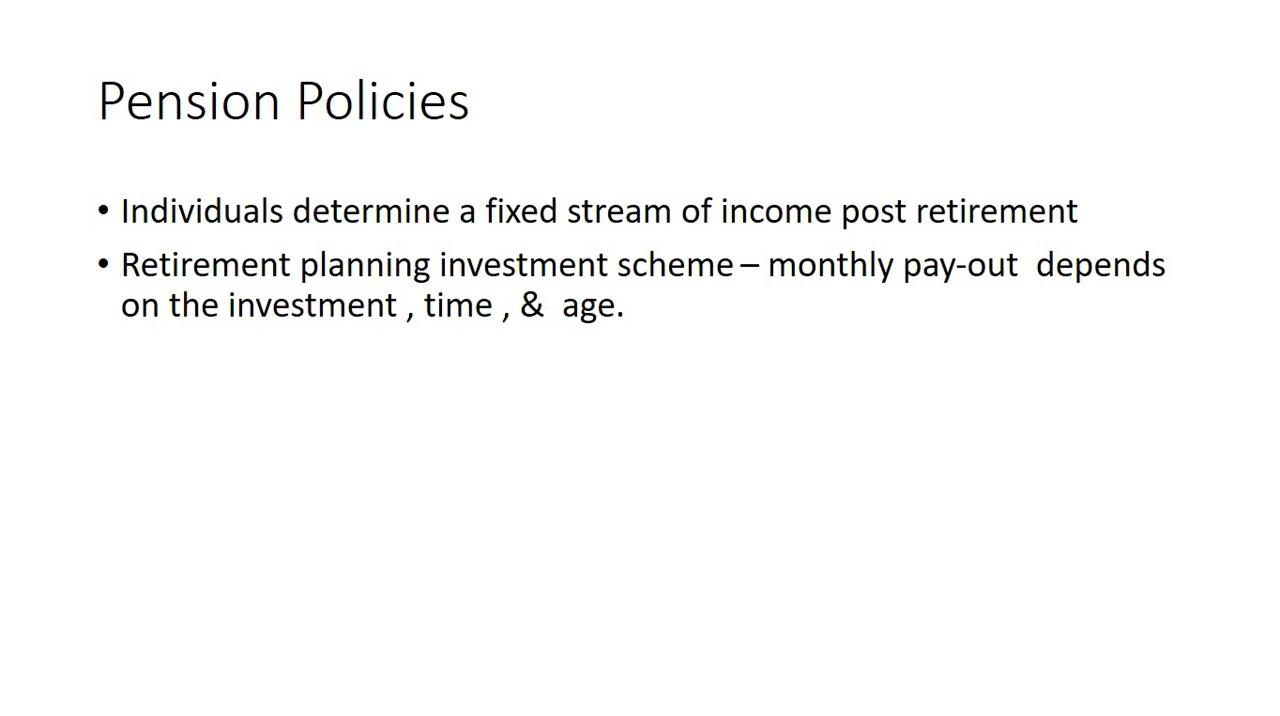 Pension Policies
• Individuals determine a fixed stream of income post retirement
• Retirement planning investment scheme – monthly pay-out  depends
on the investment , time , &  age.